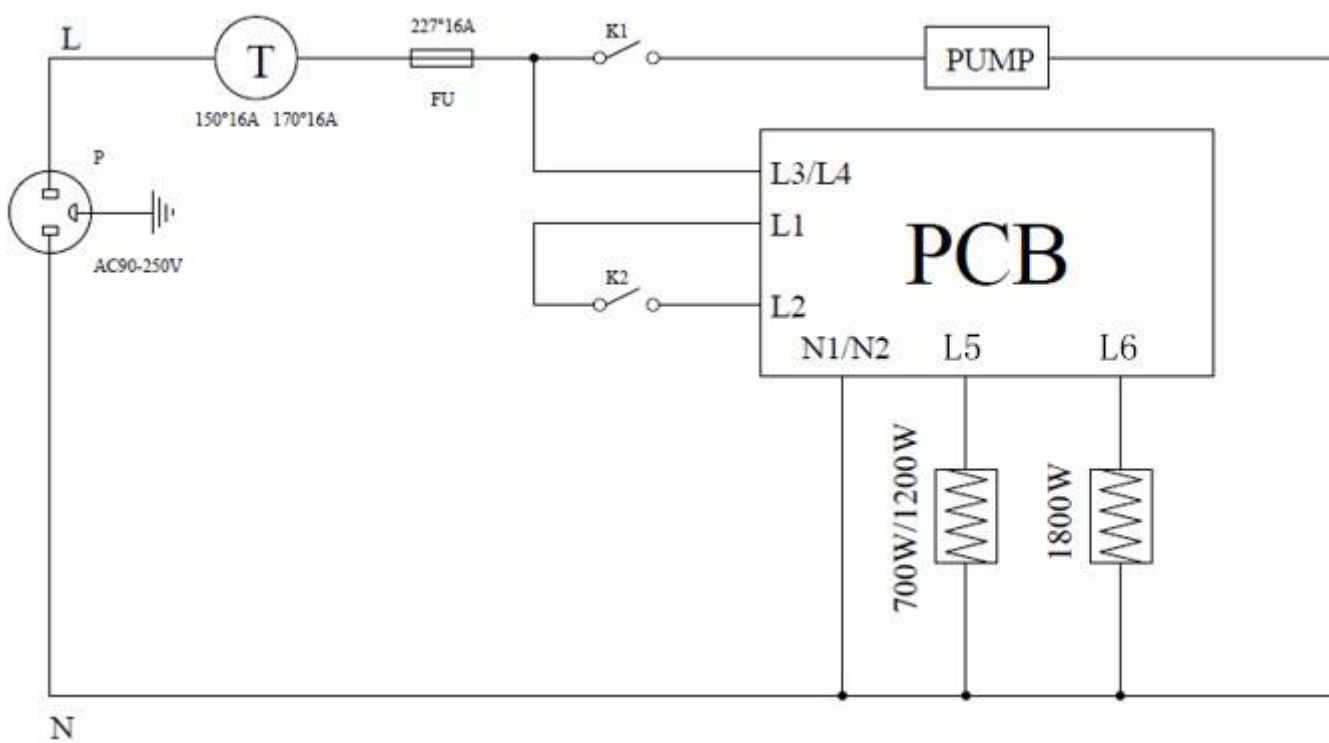 L
T
227°16A
K1
PUMP
150°16A 170°16A
FU
P
L3/L4
L1
PCB
AC90-250V
K2
L2
N1/N2 L5 L6
700W/1200W
1800W
N